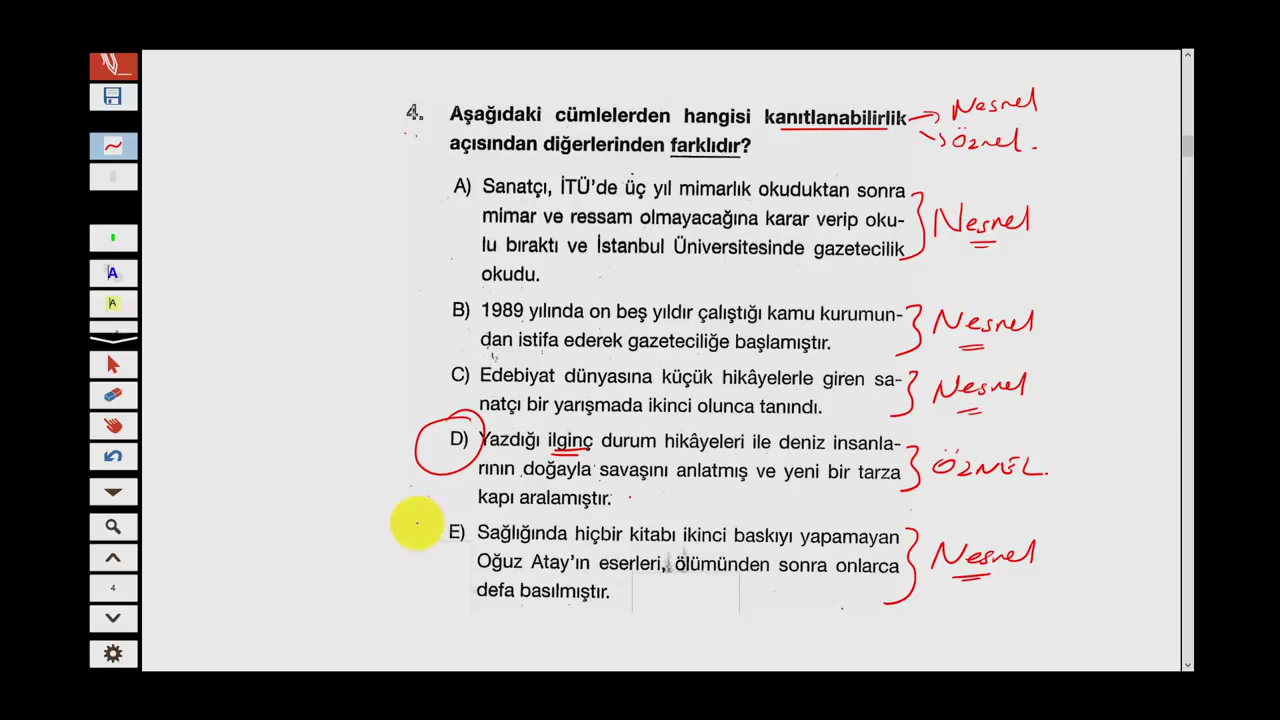 4. Aşağıdaki cümlelerden hangisi kanıtlanabilirlik
açısından diğerlerinden farklıdır?
Nesnel
Öznel.
A) Sanatçı, İTÜ'de üç yıl mimarlık okuduktan sonra
mimar ve ressam olmayacağına karar verip oku-
lu bıraktı ve İstanbul Üniversitesinde gazetecilik
okudu.
Nesnel
B) 1989 yılında on beş yıldır çalıştığı kamu kurumun-
dan istifa ederek gazeteciliğe başlamıştır.
Nesnel
C) Edebiyat dünyasına küçük hikâyelerle giren sa-
natçı bir yarışmada ikinci olunca tanındı.
Nesnel
D) Yazdığı ilginç durum hikâyeleri ile deniz insanla-
rının doğayla savaşını anlatmış ve yeni bir tarza
kapı aralamıştır.
ÖZNEL.
E) Sağlığında hiçbir kitabı ikinci baskıyı yapamayan
Oğuz Atay'ın eserleri, ölümünden sonra onlarca
defa basılmıştır.
Nesnel
A
A
4